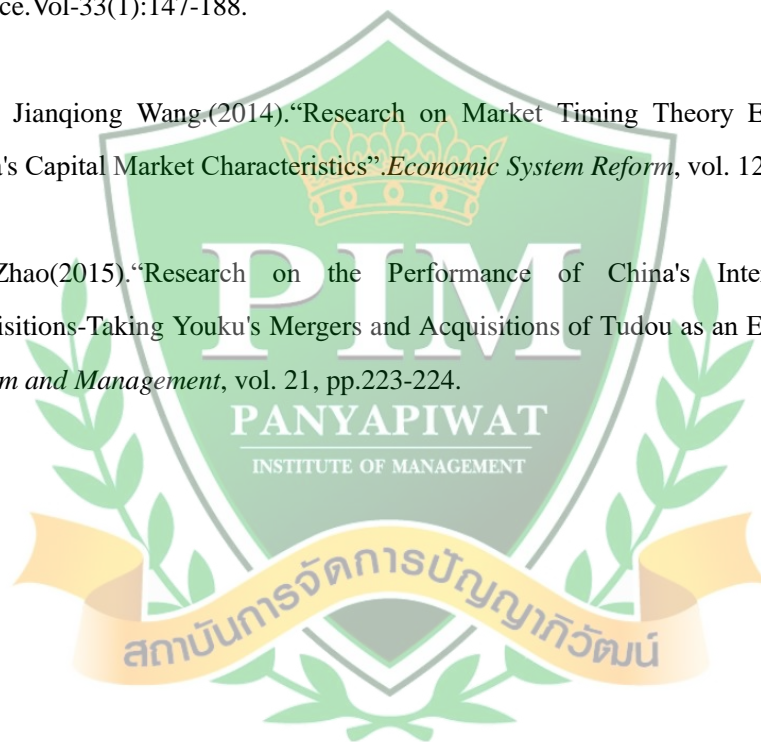 ce.Vol-33(1):147-188.
Jianqiong Wang.(2014).“Research on Market Timing Theory E
's Capital Market Characteristics”.Economic System Reform, vol. 12
Zhao(2015).“Research on the Performance of China's Inter
isitions-Taking Youku's Mergers and Acquisitions of Tudou as an E
m and Management, vol. 21, pp.223-224.
PIM
PANYAPIWAT
INSTITUTE OF MANAGEMENT
สถาบันการจัดการปัญญาภิวัฒน์